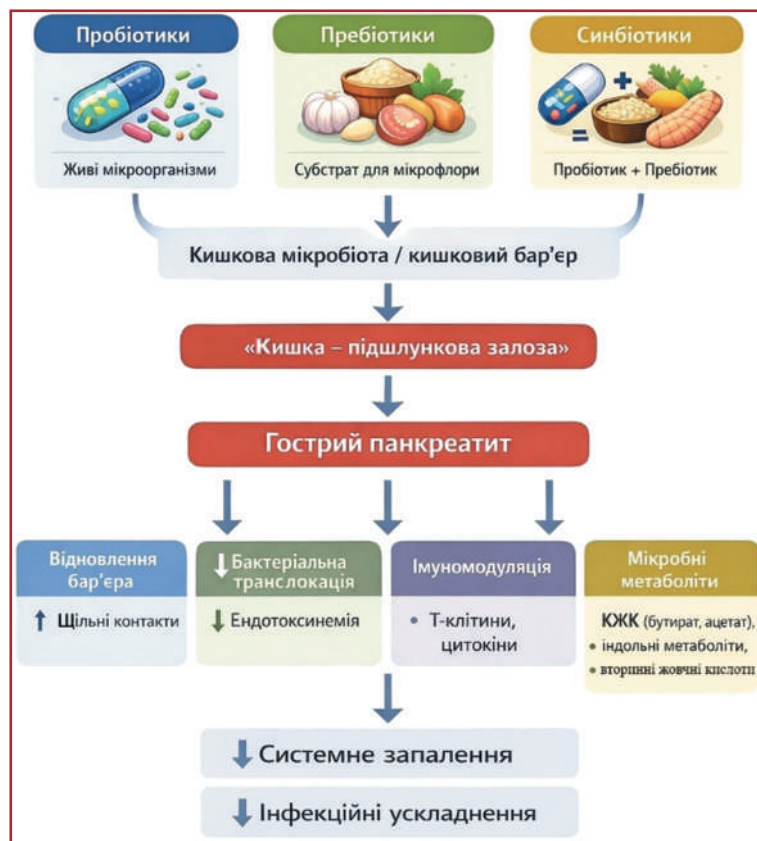 Пробіотики
Пребіотики
Синбіотики
+
=
Живі мікроорганізми
Субстрат для мікрофлори
Пробіотик + Пребіотик
Кишкова мікробіота / кишковий бар'єр
«Кишка – підшлункова залоза»
Гострий панкреатит
Відновлення
бар'єра
↑ Щільні контакти
↓ Бактеріальна
транслокація
↓ Ендотоксинемія
Імуномодуляція
• Т-клітини,
цитокіни
Мікробні
метаболіти
КЖК (бутират, ацетат),
• індольні метаболіти,
• вторинні жовчні кислоти
↓ Системне запалення
↓ Інфекційні ускладнення